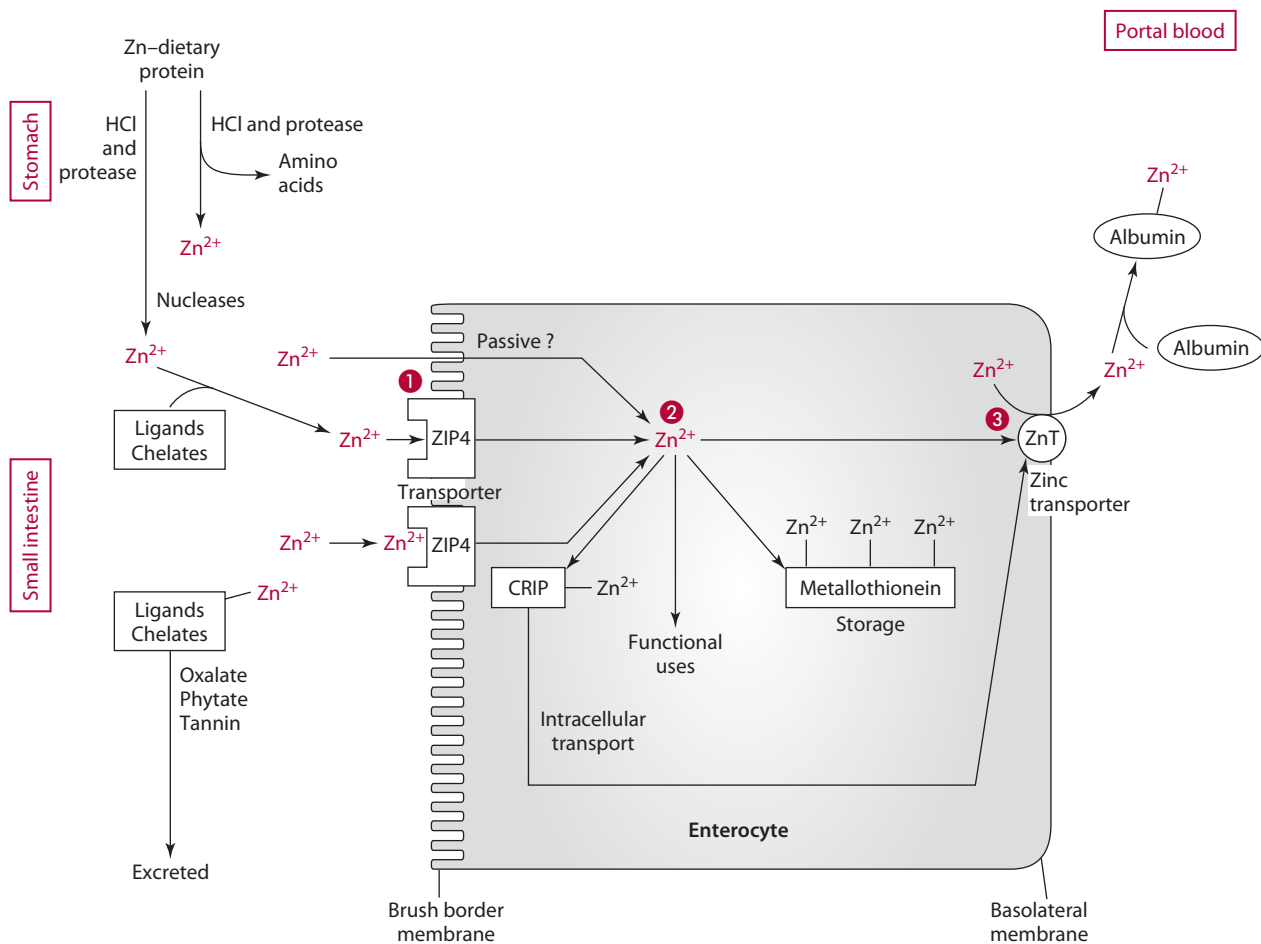 Portal blood
Zn–dietary
protein
Stomach
HCl
and
protease
HCl and protease
Amino
acids
Zn2+
Zn2+
Albumin
Nucleases
Zn2+
Zn2+
Passive ?
Zn2+
Zn2+
Albumin
1
2
3
Ligands
Chelates
Zn2+
ZIP4
Zn2+
ZnT
Transporter
Zinc
transporter
Small intestine
Zn2+
Zn2+
ZIP4
Zn2+
Zn2+
Zn2+
Zn2+
CRIP
Zn2+
Metallothionein
Storage
Ligands
Chelates
Functional
uses
Oxalate
Phytate
Tannin
Intracellular
transport
Enterocyte
Excreted
Brush border
membrane
Basolateral
membrane